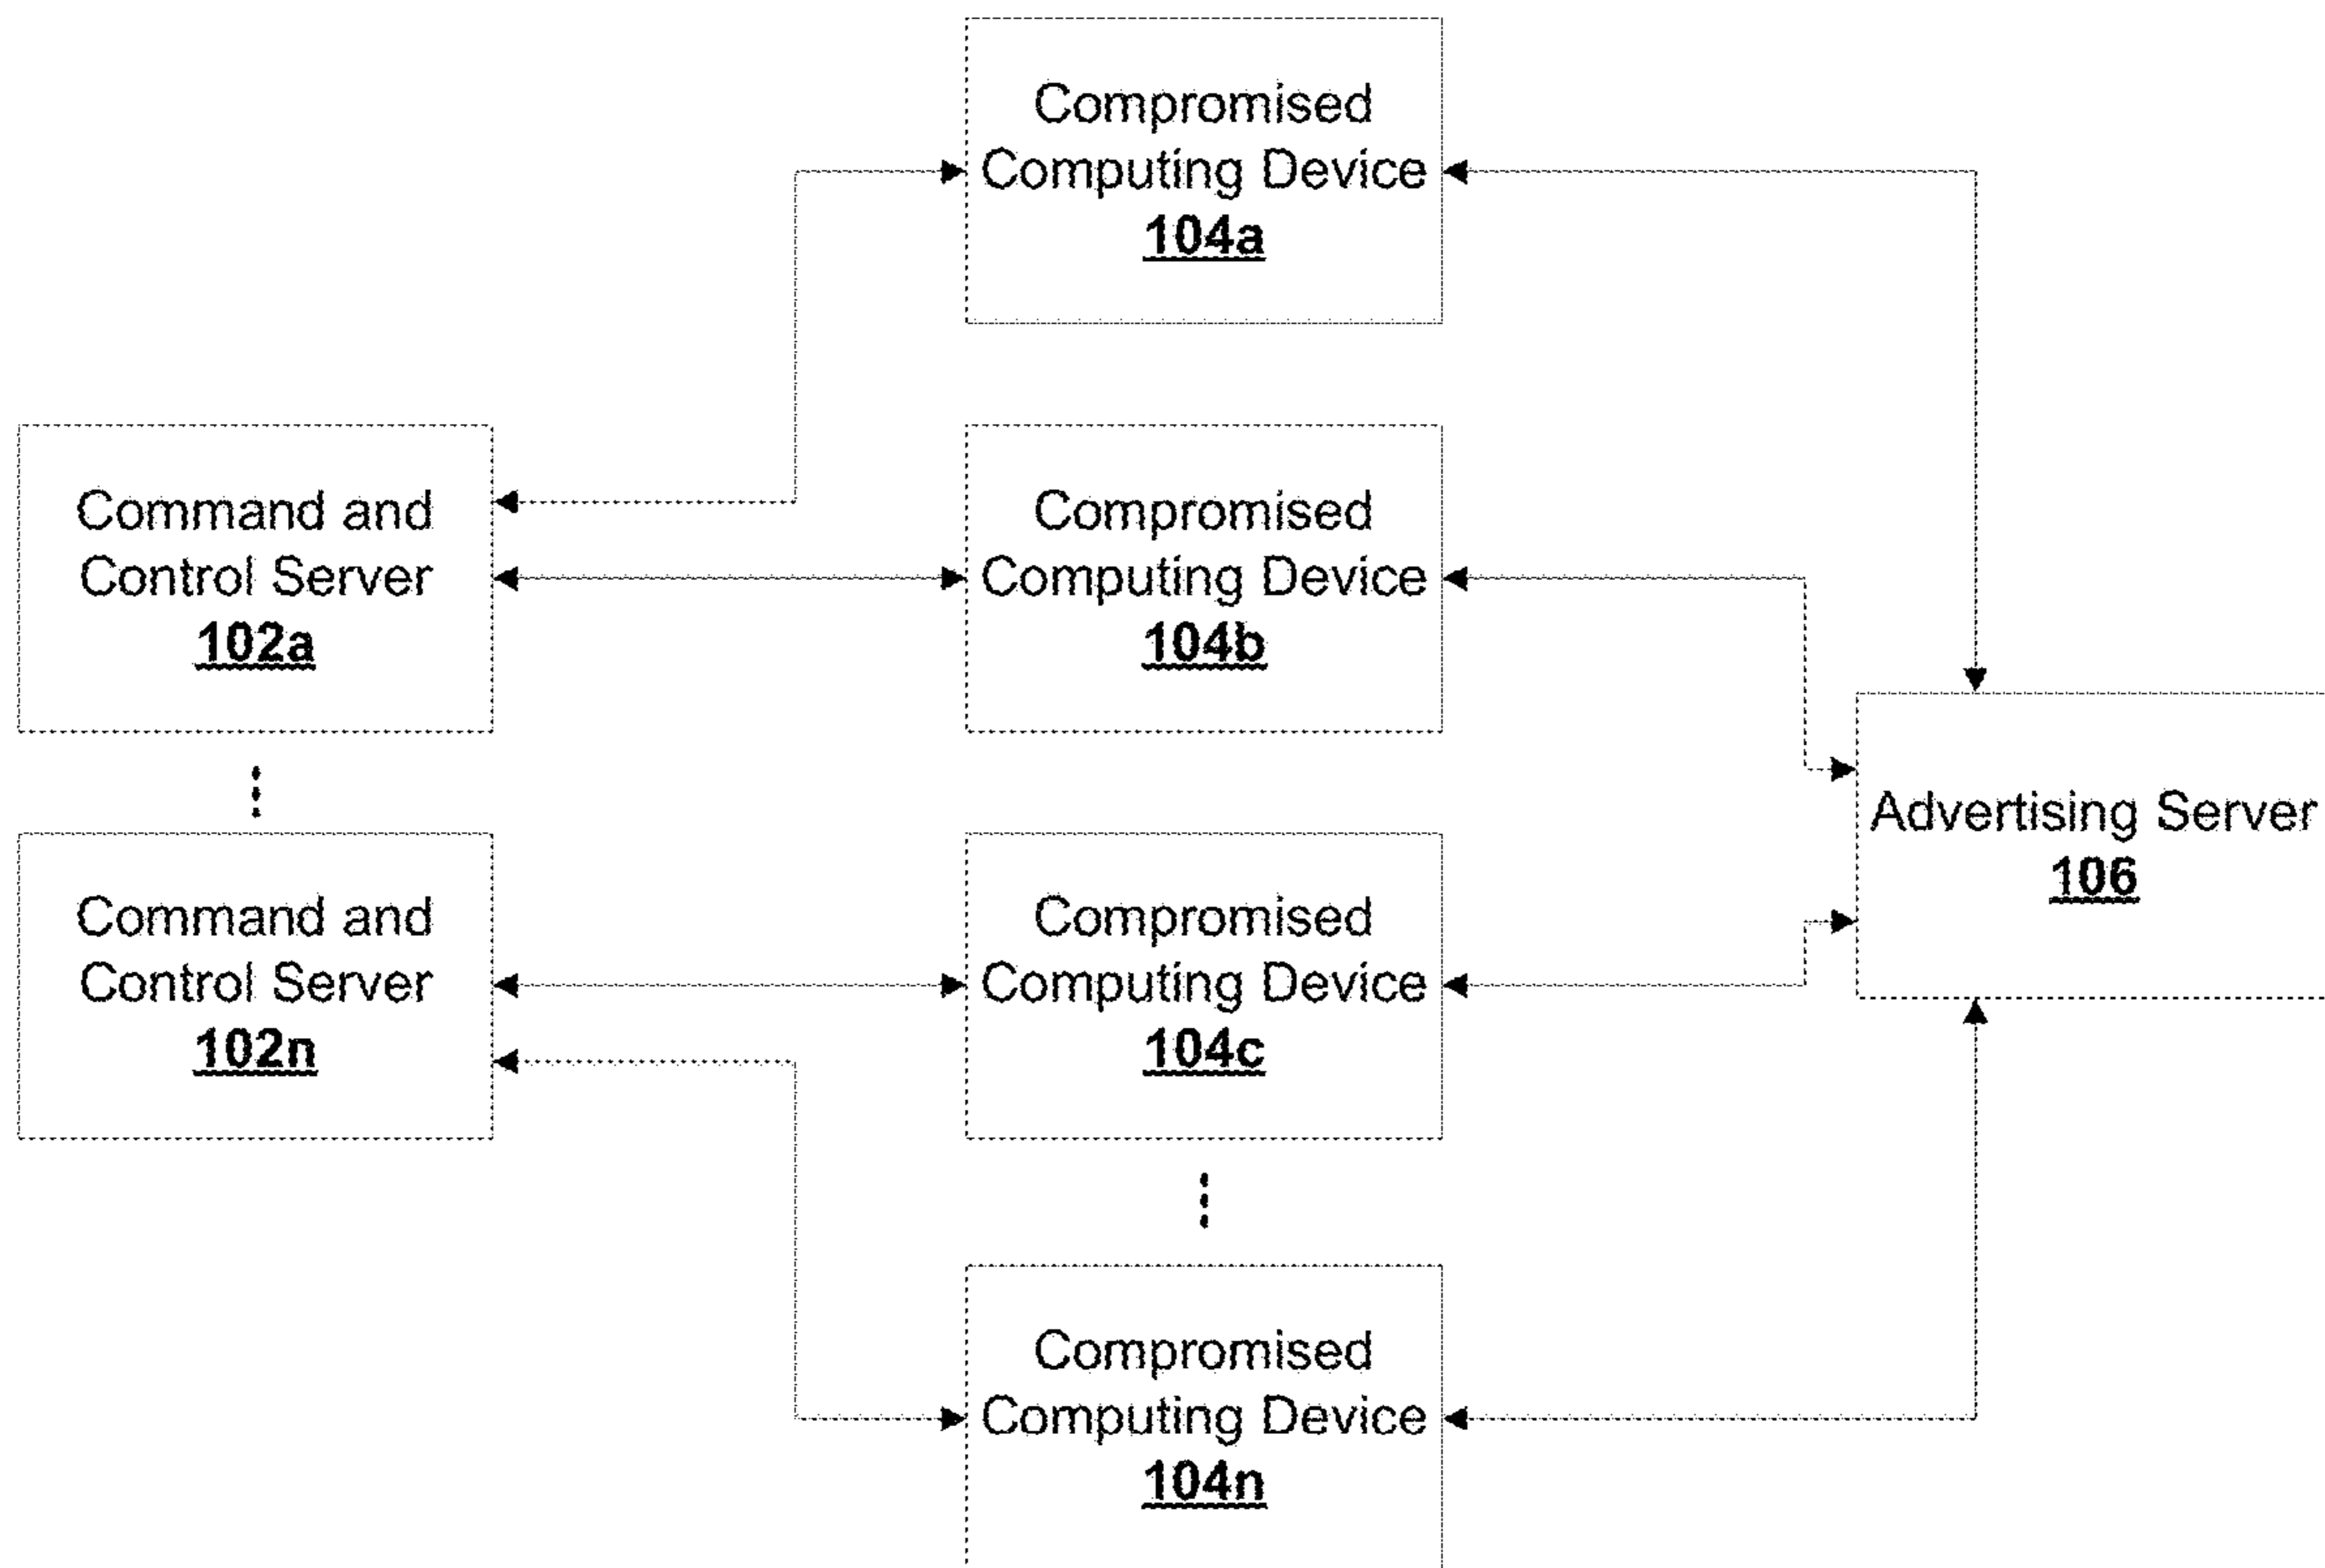 Compromised
Computing Device
104a
Command and
Control Server
102a
Compromised
Computing Device
104b
Advertising Server
106
Command and
Control Server
102n
Compromised
Computing Device
104c
Compromised
Computing Device
104n